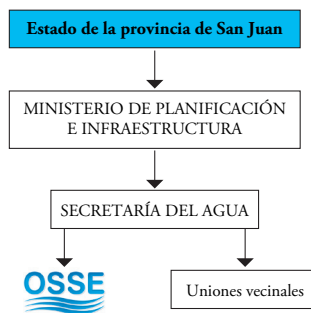 Estado de la provincia de San Juan
MINISTERIO DE PLANIFICACIÓN
E INFRAESTRUCTURA
SECRETARÍA DEL AGUA
OSSE
Uniones vecinales